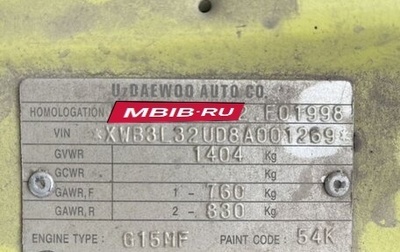 UzDAEWOO AUTO CO.
HOMOLOGATION MBIB-RU E01998
VIN XWB3L32UD8A001269
GVWR 1404 Kg
GCWR Kg
GAWR,F 1 - 760 Kg
GAWR,R 2 - 830 Kg
ENGINE TYPE: G15MF PAINT CODE: 54K